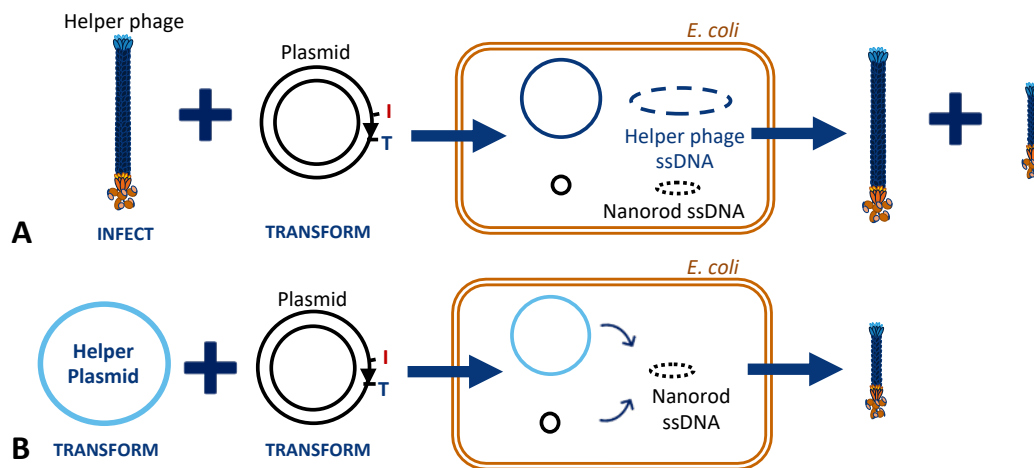 Helper phage
Plasmid
I
T
E. coli
Helper phage
ssDNA
Nanorod ssDNA
A
INFECT
TRANSFORM
E. coli
Plasmid
Helper
Plasmid
I
T
Nanorod
ssDNA
B
TRANSFORM
TRANSFORM